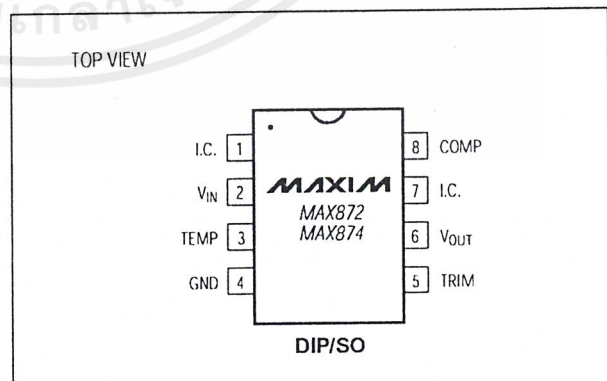 TOP VIEW
I.C. 1
V_IN 2
TEMP 3
GND 4
MAXIM
MAX872
MAX874
8 COMP
7 I.C.
6 V_OUT
5 TRIM
DIP/SO